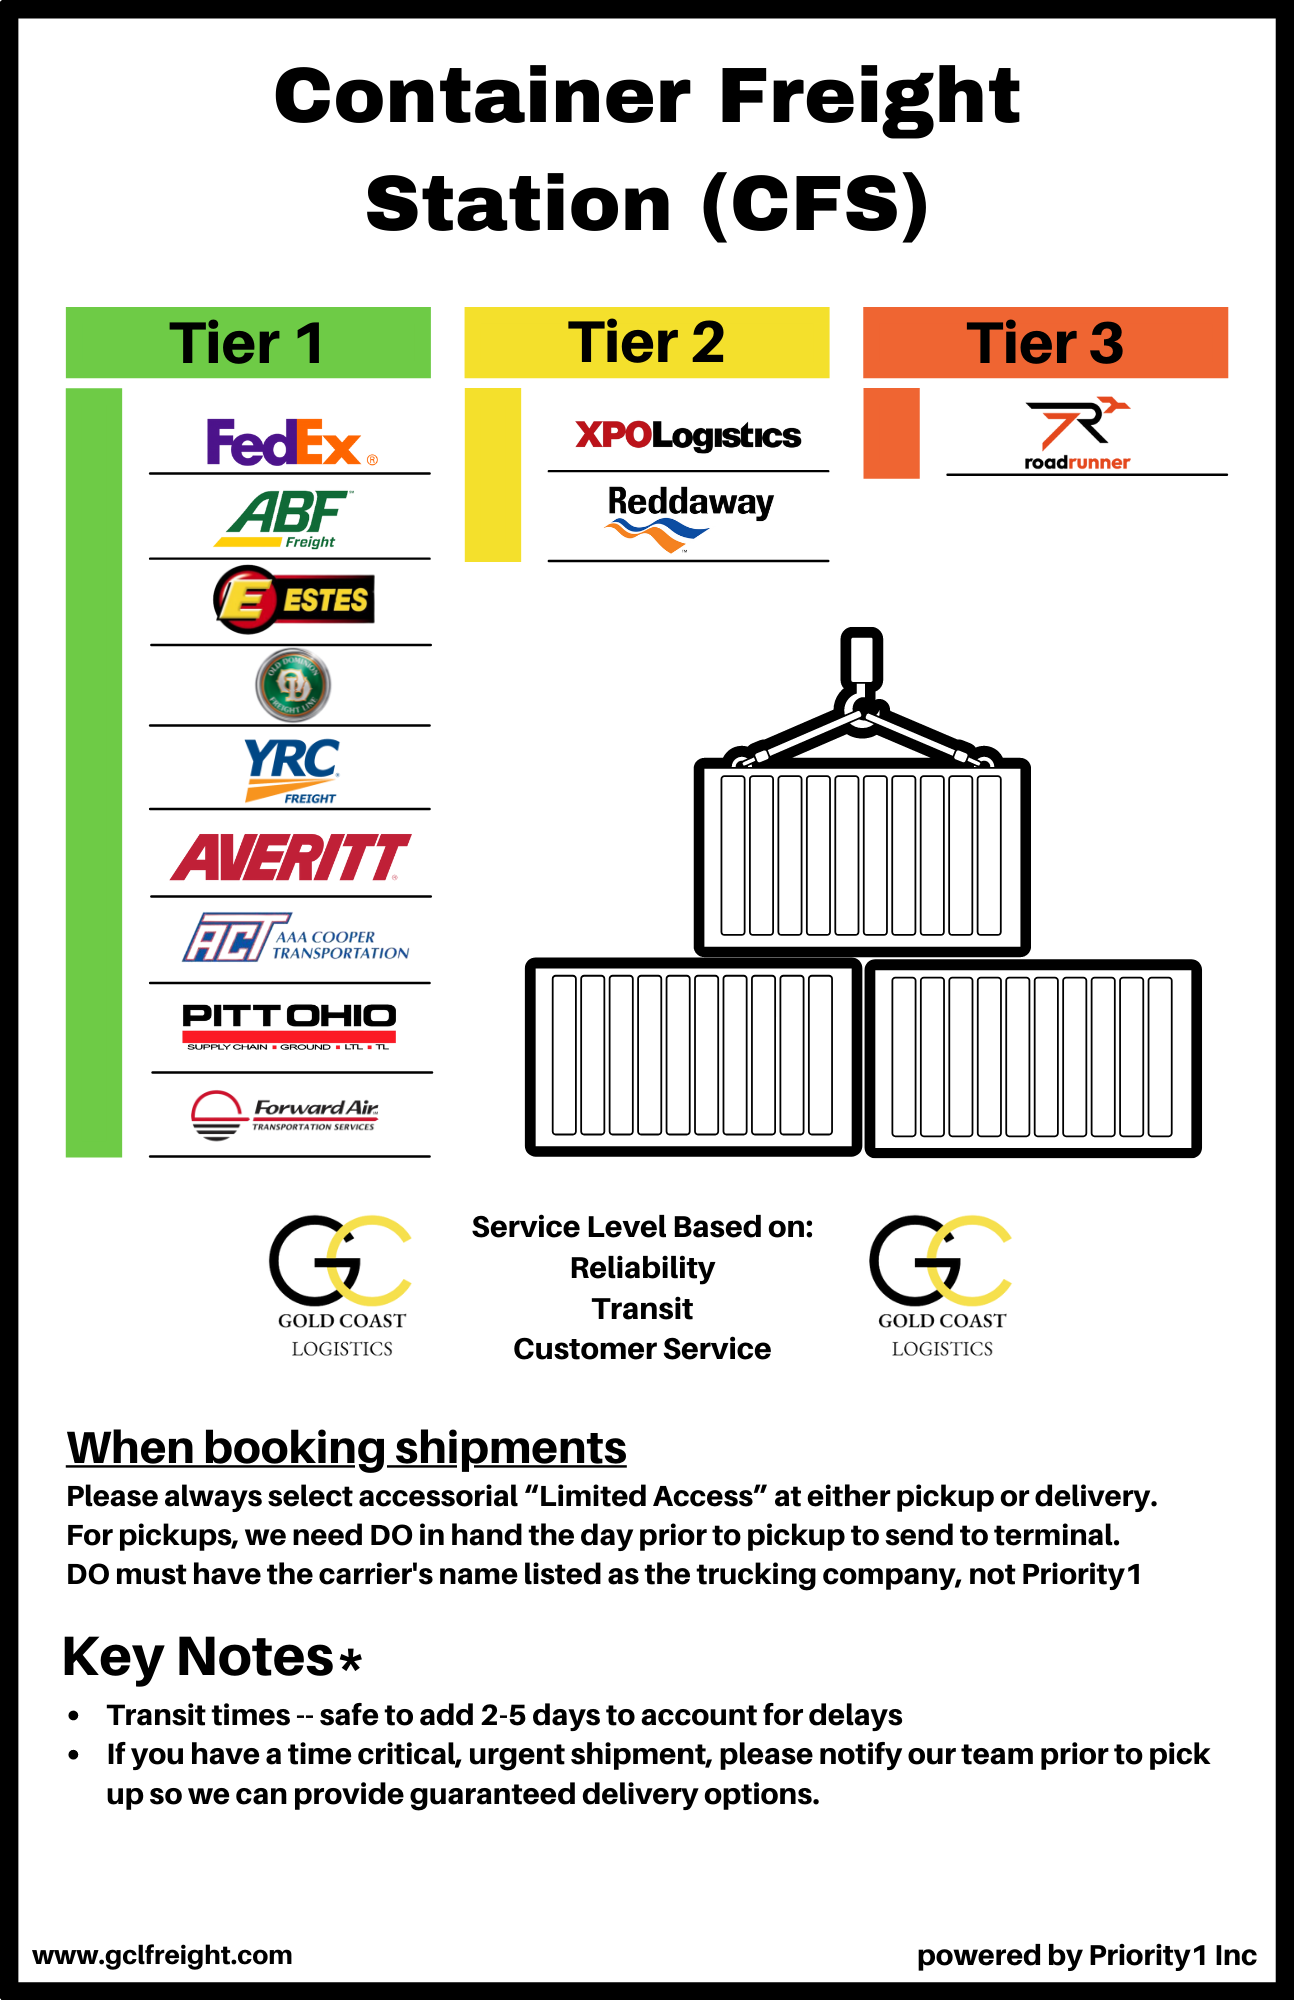 Container Freight
Station (CFS)
Tier 1
Tier 2
Tier 3
FedEx ®
ABF ™
Freight
E ESTES
OLD DOMINION
OD
FREIGHT LINE
YRC ®
FREIGHT
AVERITT ®
ACT AAA COOPER
TRANSPORTATION
PITT OHIO
SUPPLY CHAIN ▪ GROUND ▪ LTL ▪ TL
Forward Air
TRANSPORTATION SERVICES
XPOLogistics
Reddaway
™
R
roadrunner
GC
GOLD COAST
LOGISTICS
Service Level Based on:
Reliability
Transit
Customer Service
GC
GOLD COAST
LOGISTICS
When booking shipments
Please always select accessorial “Limited Access” at either pickup or delivery.
For pickups, we need DO in hand the day prior to pickup to send to terminal.
DO must have the carrier's name listed as the trucking company, not Priority1
Key Notes*
• Transit times -- safe to add 2-5 days to account for delays
• If you have a time critical, urgent shipment, please notify our team prior to pick
up so we can provide guaranteed delivery options.
www.gclfreight.com
powered by Priority1 Inc